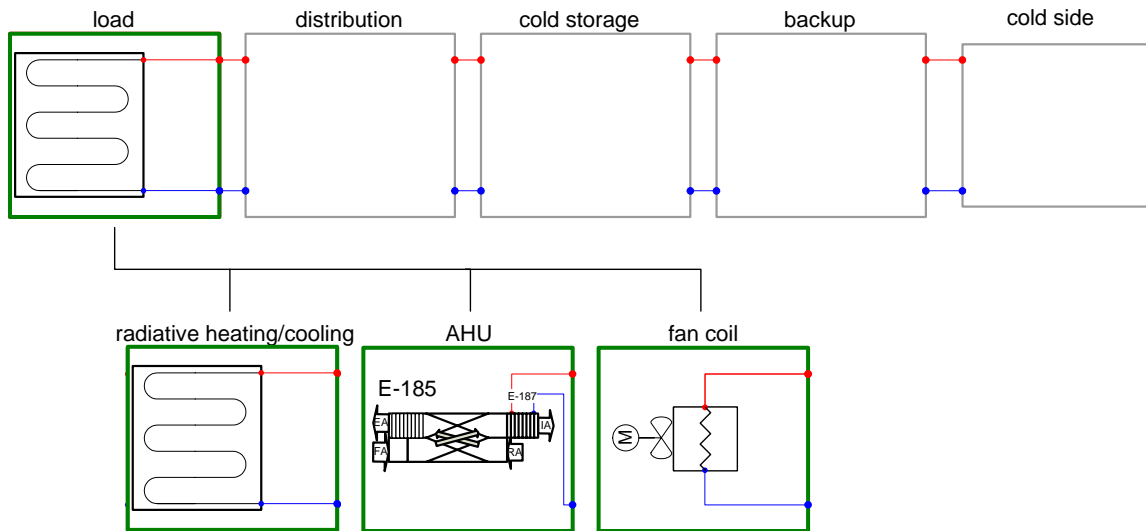 load distribution cold storage backup cold side
radiative heating/cooling AHU fan coil
E-185
E-187
EA
IA
FA
RA
M